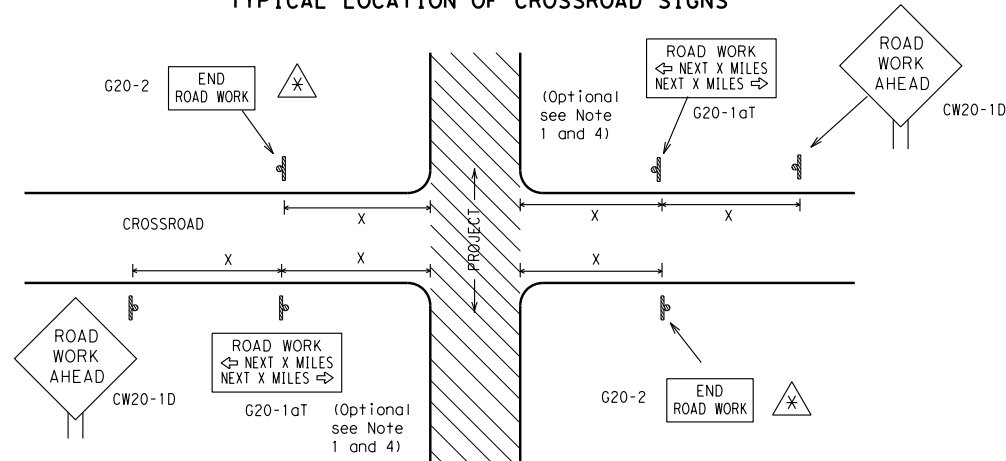 TYPICAL LOCATION OF CROSSROAD SIGNS
ROAD
WORK
AHEAD
CW20-1D
ROAD WORK
⇦ NEXT X MILES
NEXT X MILES ⇨
G20-1aT
(Optional
see Note
1 and 4)
G20-2
END
ROAD WORK
X
X
X
CROSSROAD
PROJECT
X
X
X
ROAD
WORK
AHEAD
CW20-1D
ROAD WORK
⇦ NEXT X MILES
NEXT X MILES ⇨
G20-1aT
(Optional
see Note
1 and 4)
G20-2
END
ROAD WORK